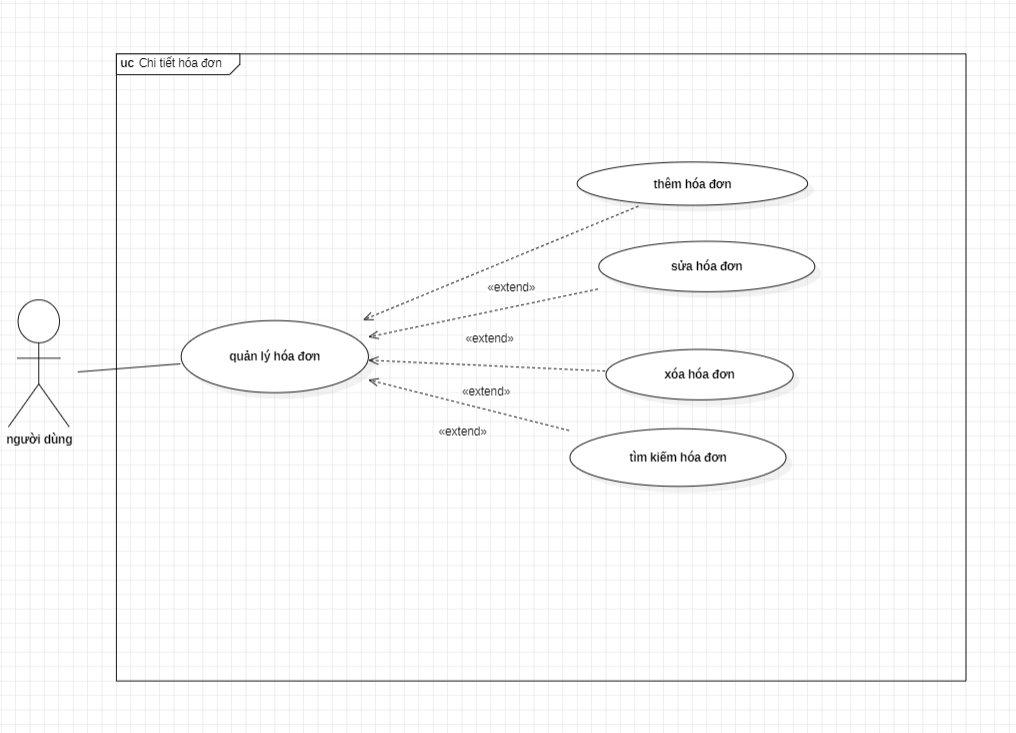 uc Chi tiết hóa đơn
thêm hóa đơn
sửa hóa đơn
«extend»
«extend»
quản lý hóa đơn
xóa hóa đơn
«extend»
«extend»
người dùng
tìm kiếm hóa đơn